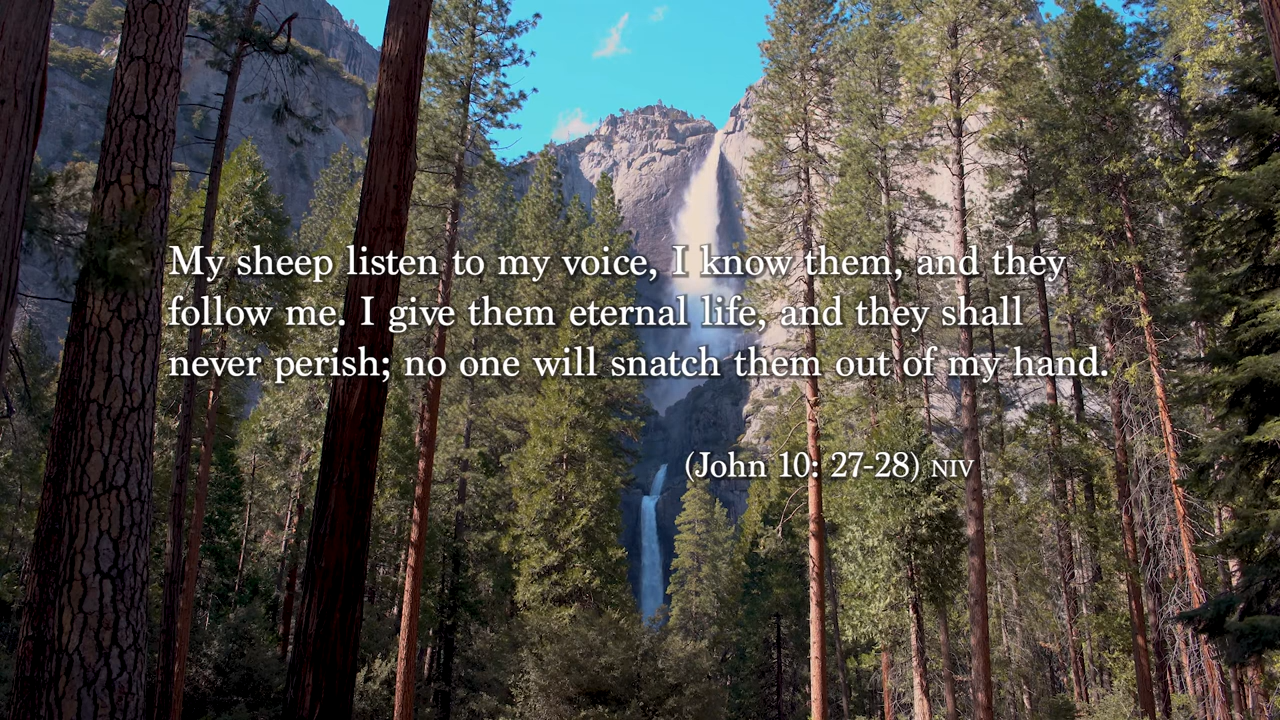 My sheep listen to my voice, I know them, and they
follow me. I give them eternal life, and they shall
never perish; no one will snatch them out of my hand.
(John 10: 27-28) NIV